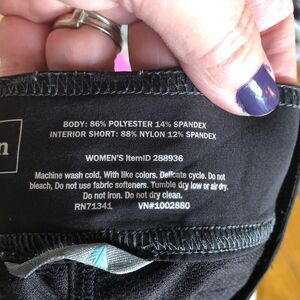 BODY: 86% POLYESTER 14% SPANDEX
INTERIOR SHORT: 88% NYLON 12% SPANDEX
WOMEN'S ItemID 288936
Machine wash cold, With like colors. Delicate cycle. Do not
bleach, Do not use fabric softeners. Tumble dry low or air dry.
Do not iron. Do not dry clean.
RN71341 VN#1002880